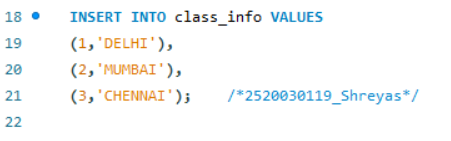 18 INSERT INTO class_info VALUES
19 (1,'DELHI'),
20 (2,'MUMBAI'),
21 (3,'CHENNAI'); /*2520030119_Shreyas*/
22